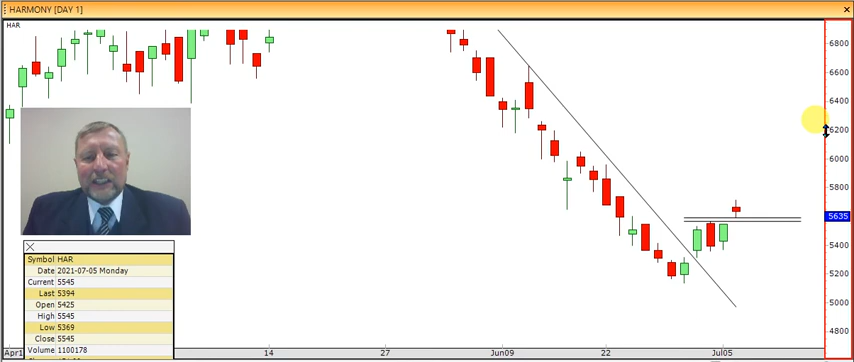 HARMONY [DAY 1]
HAR
6800
6600
6400
6200
6000
5800
5635
5400
5200
5000
4800
Symbol HAR
Date 2021-07-05 Monday
Current 5545
Last 5394
Open 5425
High 5545
Low 5369
Close 5545
Volume 1100178
Apr1
14
27
Jun09
22
Jul05